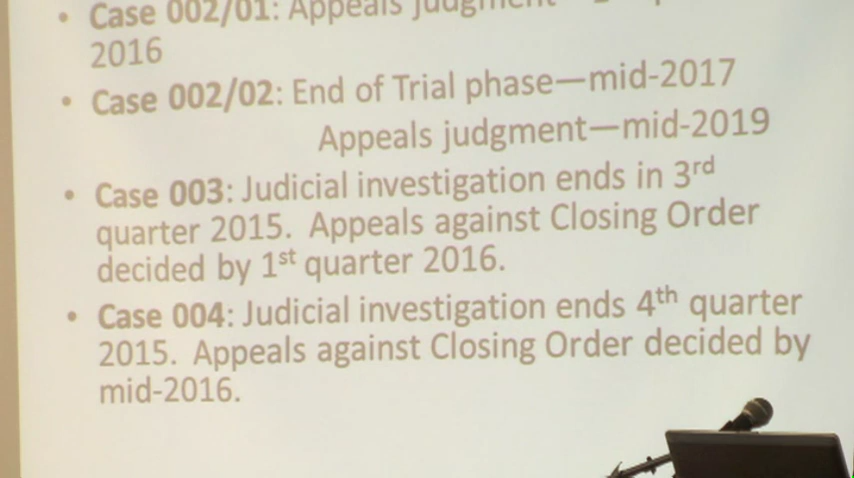 • Case 002/01: Appeals
2016
• Case 002/02: End of Trial phase—mid-2017
Appeals judgment—mid-2019
• Case 003: Judicial investigation ends in 3rd
quarter 2015. Appeals against Closing Order
decided by 1st quarter 2016.
• Case 004: Judicial investigation ends 4th quarter
2015. Appeals against Closing Order decided by
mid-2016.